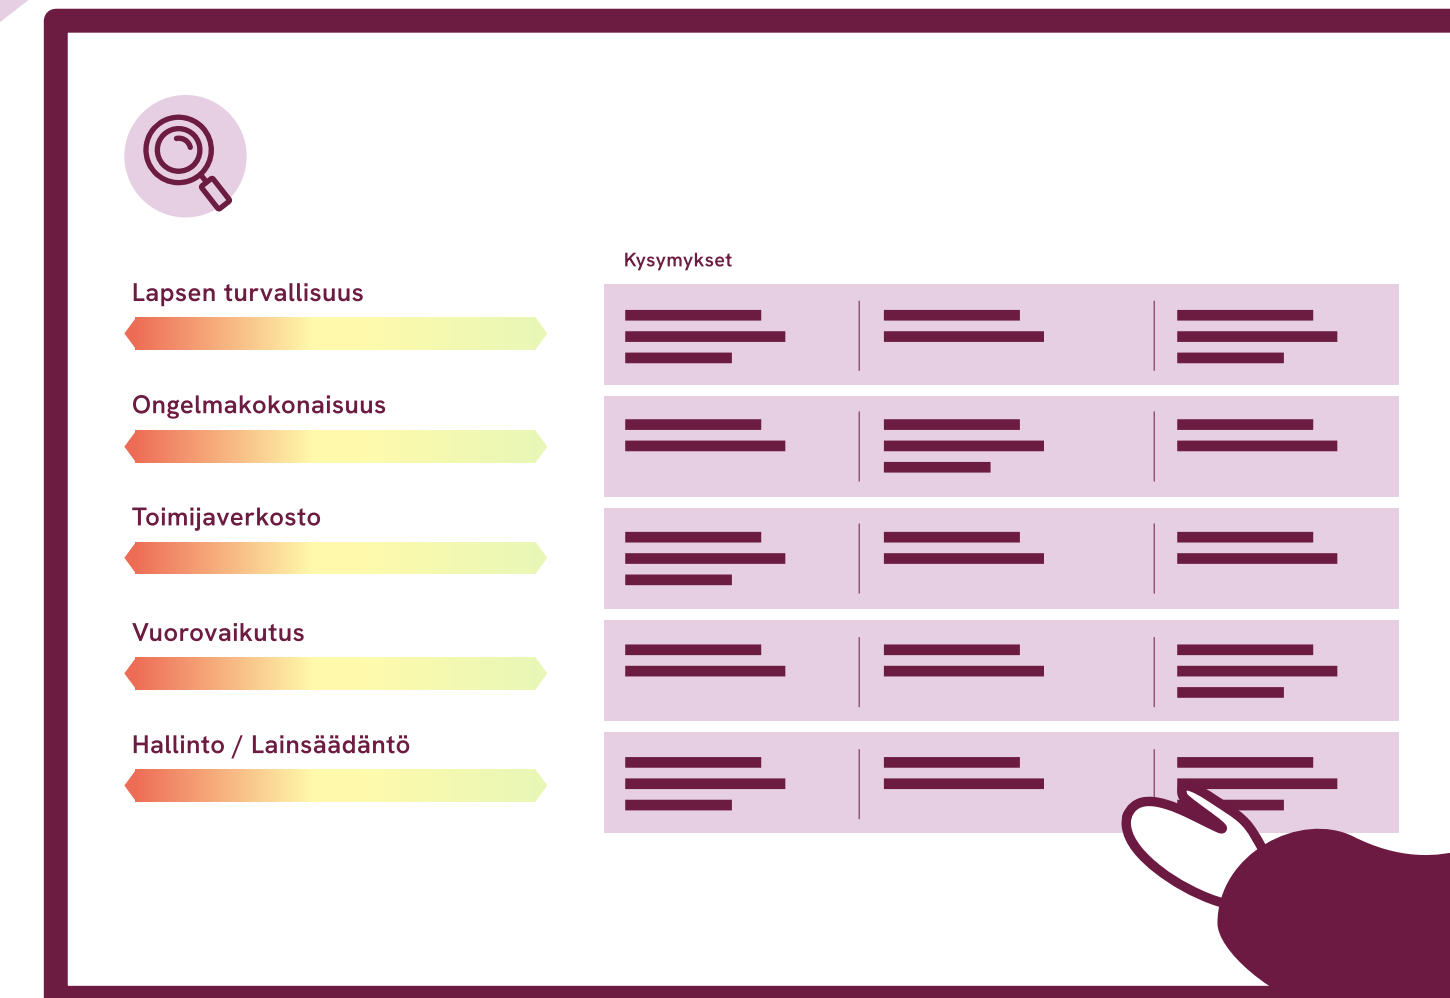 Kysymykset
Lapsen turvallisuus
Ongelmakokonaisuus
Toimijaverkosto
Vuorovaikutus
Hallinto / Lainsäädäntö